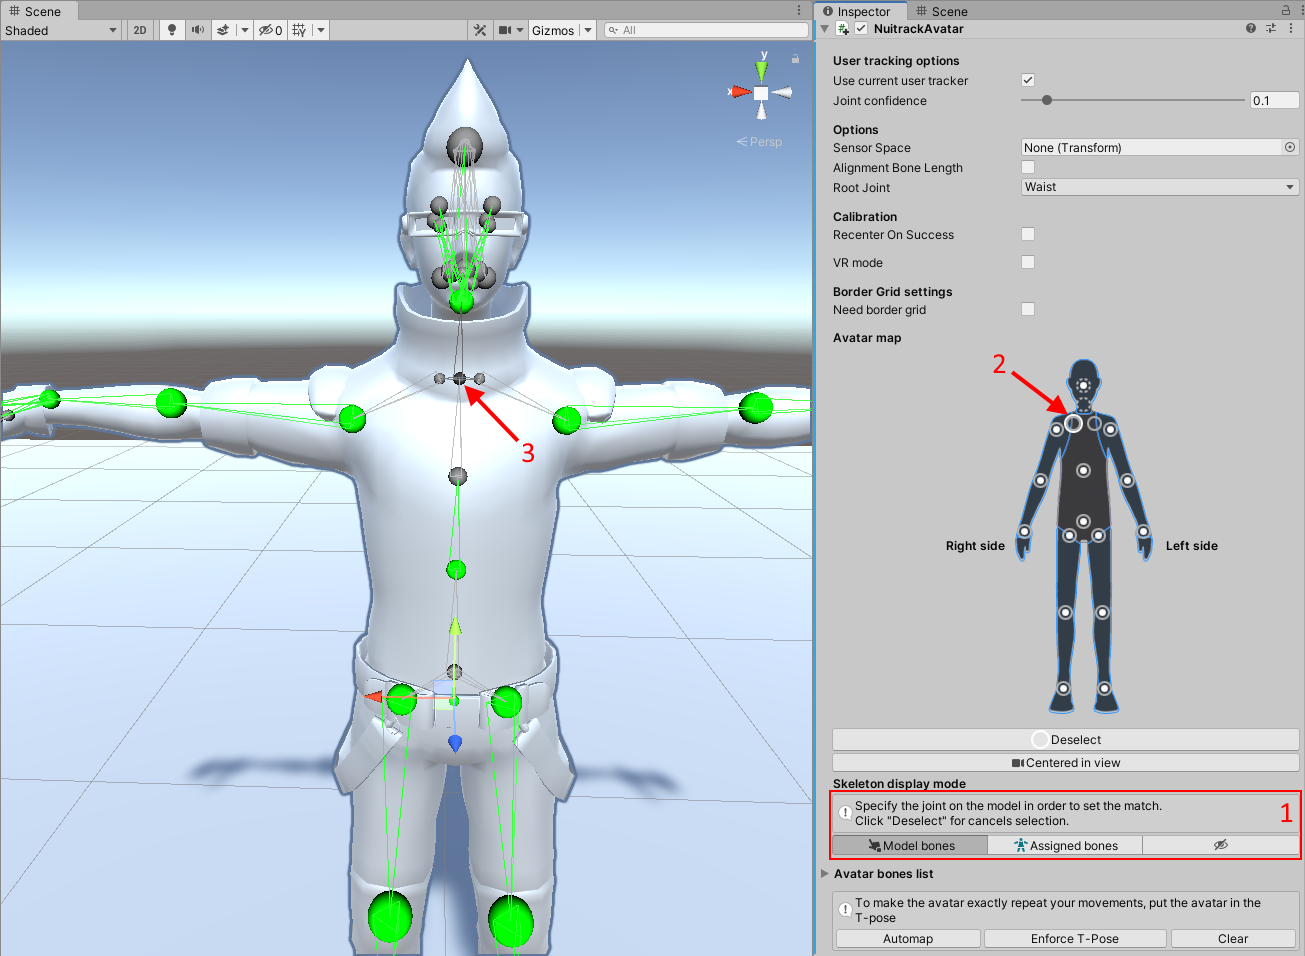 Scene
Shaded
2D
0
Gizmos
All
y
x
Persp
3
Inspector
Scene
NuitrackAvatar
User tracking options
Use current user tracker
Joint confidence
0.1
Options
Sensor Space
None (Transform)
Alignment Bone Length
Root Joint
Waist
Calibration
Recenter On Success
VR mode
Border Grid settings
Need border grid
Avatar map
2
Right side
Left side
Deselect
Centered in view
Skeleton display mode
Specify the joint on the model in order to set the match.
Click "Deselect" for cancels selection.
1
Model bones
Assigned bones
Avatar bones list
To make the avatar exactly repeat your movements, put the avatar in the
T-pose
Automap
Enforce T-Pose
Clear